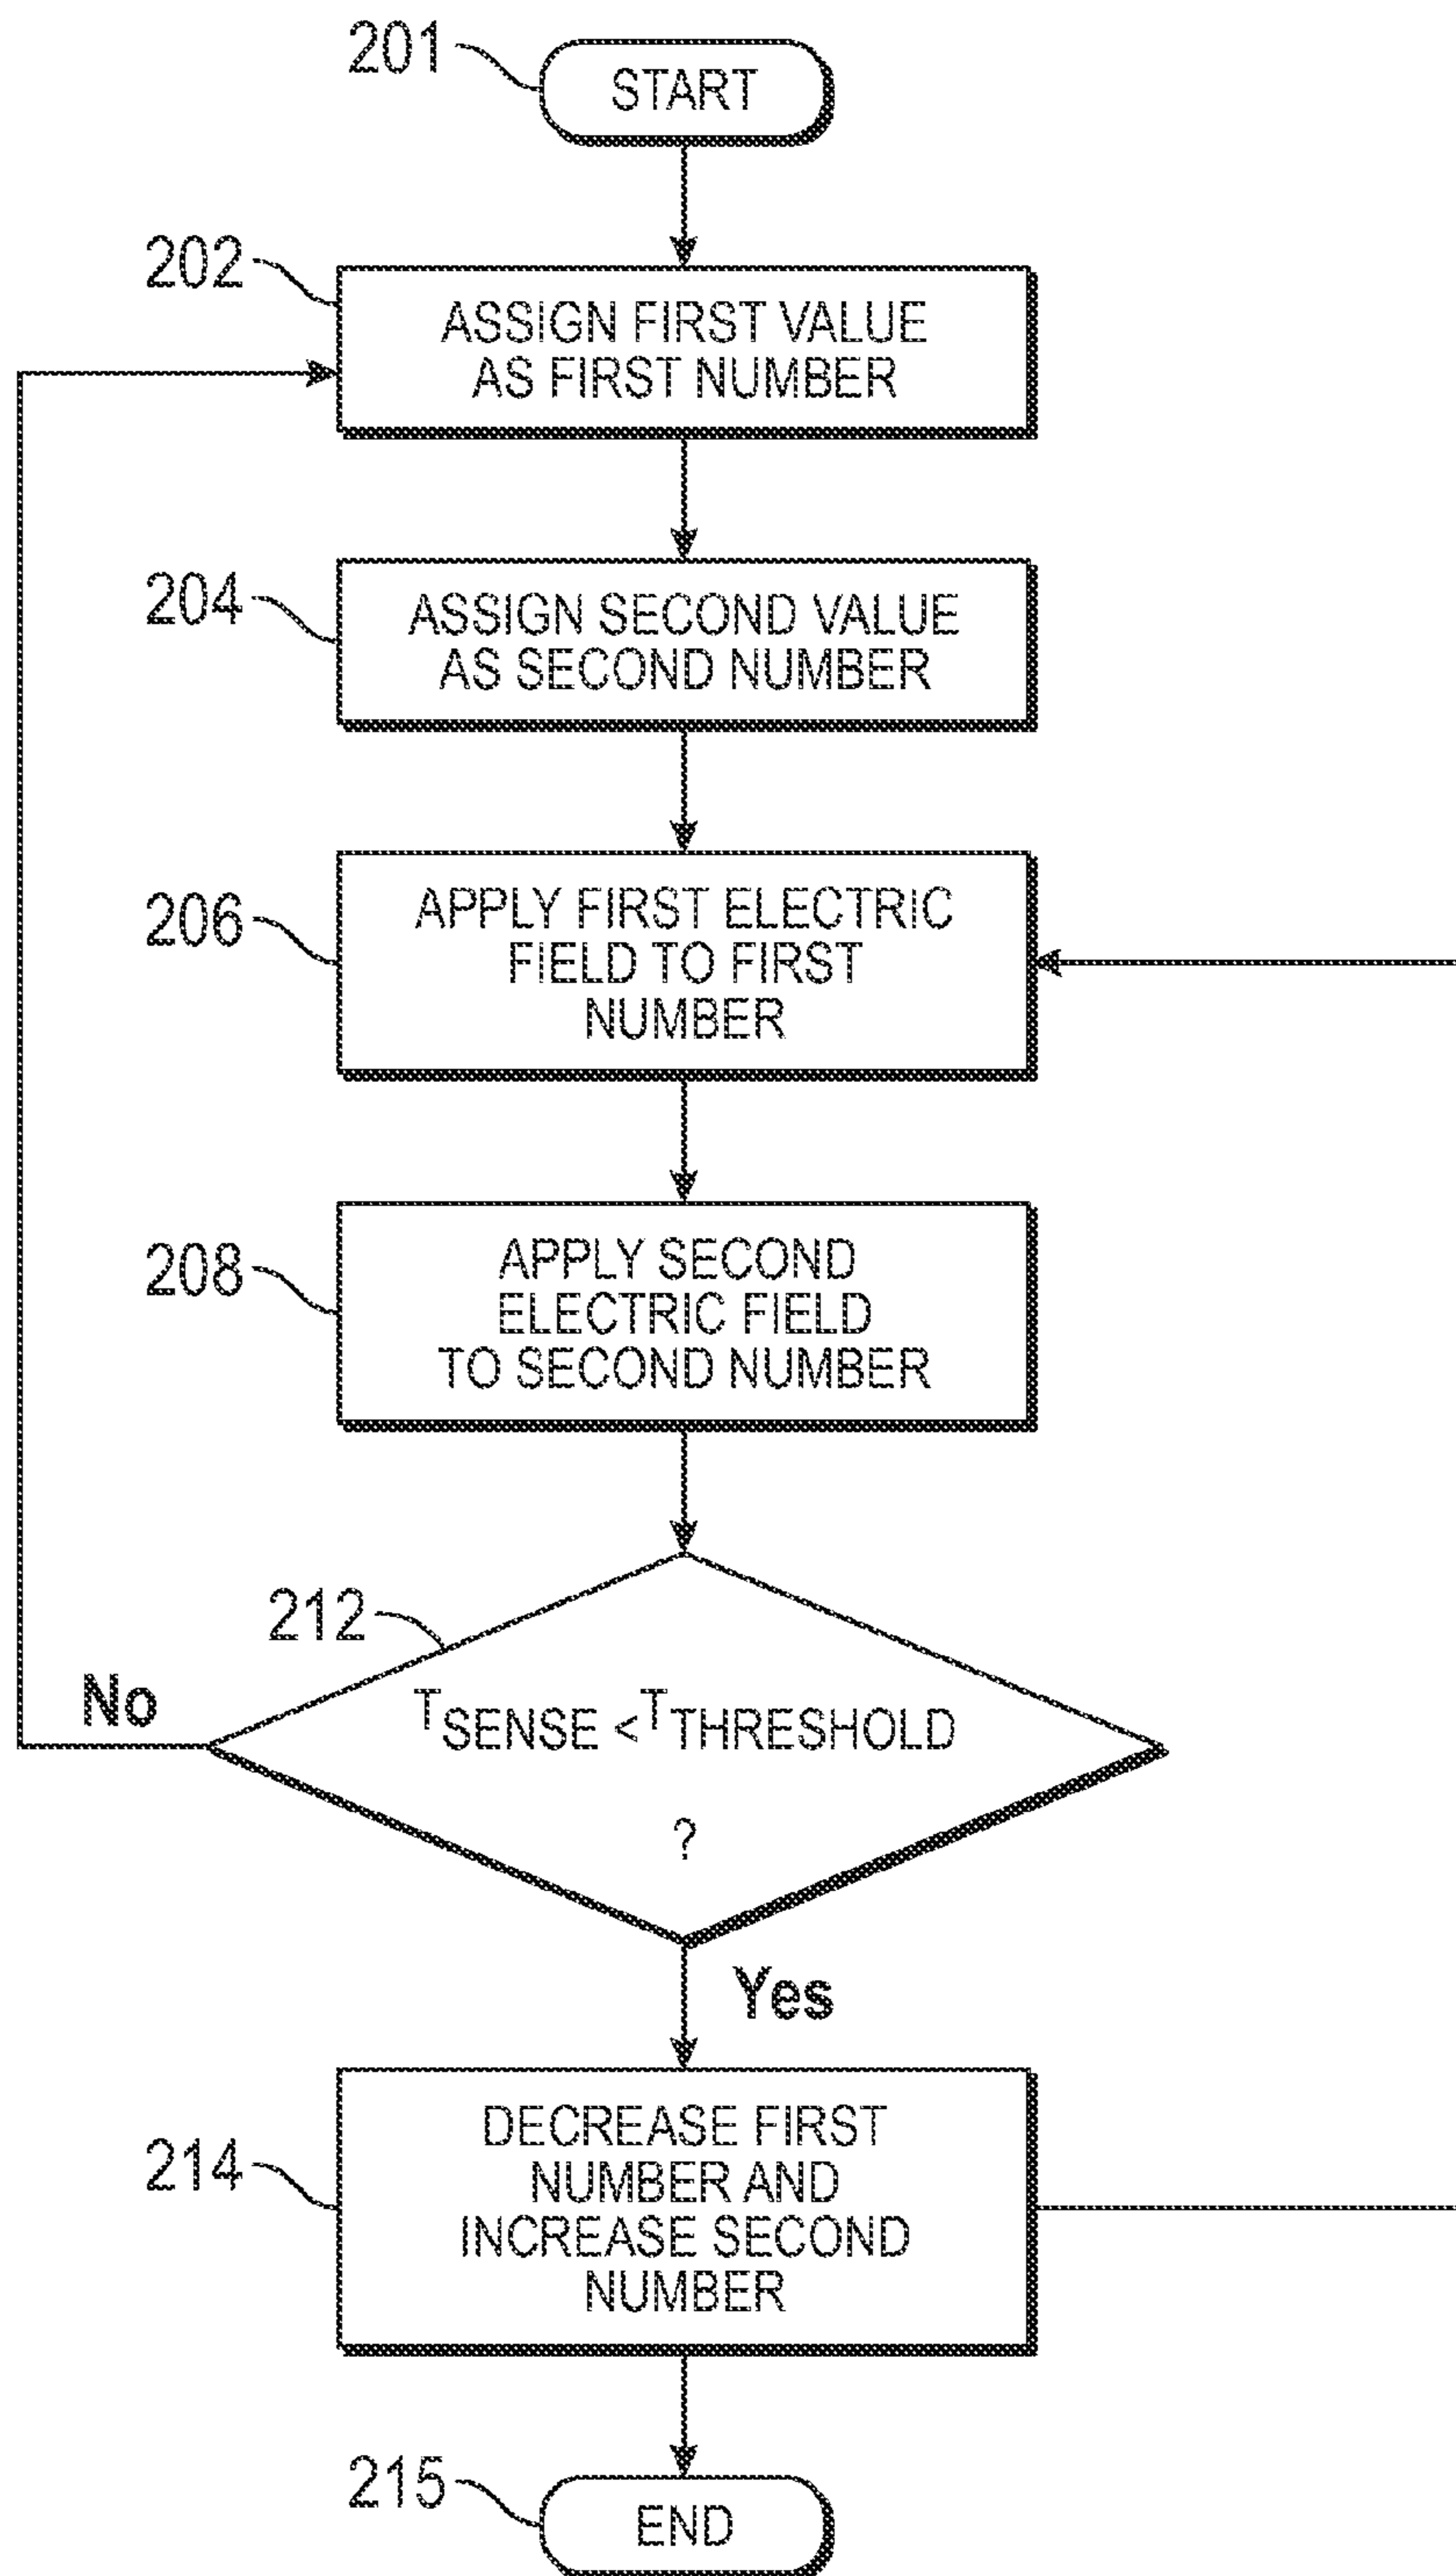 201
START
202
ASSIGN FIRST VALUE
AS FIRST NUMBER
204
ASSIGN SECOND VALUE
AS SECOND NUMBER
206
APPLY FIRST ELECTRIC
FIELD TO FIRST
NUMBER
208
APPLY SECOND
ELECTRIC FIELD
TO SECOND NUMBER
212
No
TSENSE <TTHRESHOLD
?
Yes
214
DECREASE FIRST
NUMBER AND
INCREASE SECOND
NUMBER
215
END